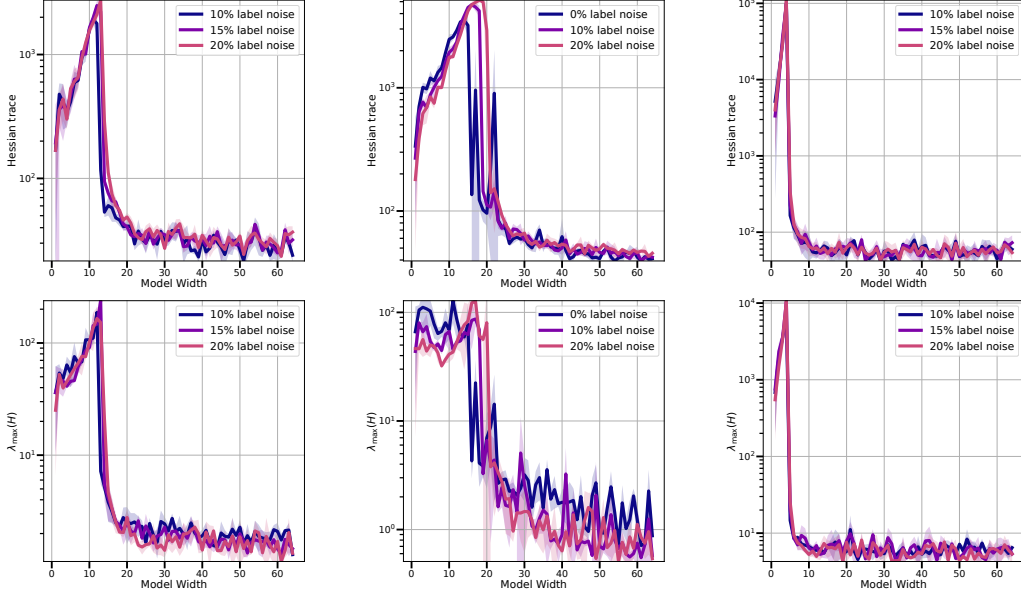 10% label noise
15% label noise
20% label noise
Hessian trace
10³
10²
0 10 20 30 40 50 60
Model Width
0% label noise
10% label noise
20% label noise
Hessian trace
10³
10²
0 10 20 30 40 50 60
Model Width
10% label noise
15% label noise
20% label noise
Hessian trace
10⁵
10⁴
10³
10²
0 10 20 30 40 50 60
Model Width
10% label noise
15% label noise
20% label noise
λmax(H)
10²
10¹
0 10 20 30 40 50 60
Model Width
0% label noise
10% label noise
20% label noise
λmax(H)
10²
10¹
10⁰
0 10 20 30 40 50 60
Model Width
10% label noise
15% label noise
20% label noise
λmax(H)
10⁴
10³
10²
10¹
0 10 20 30 40 50 60
Model Width